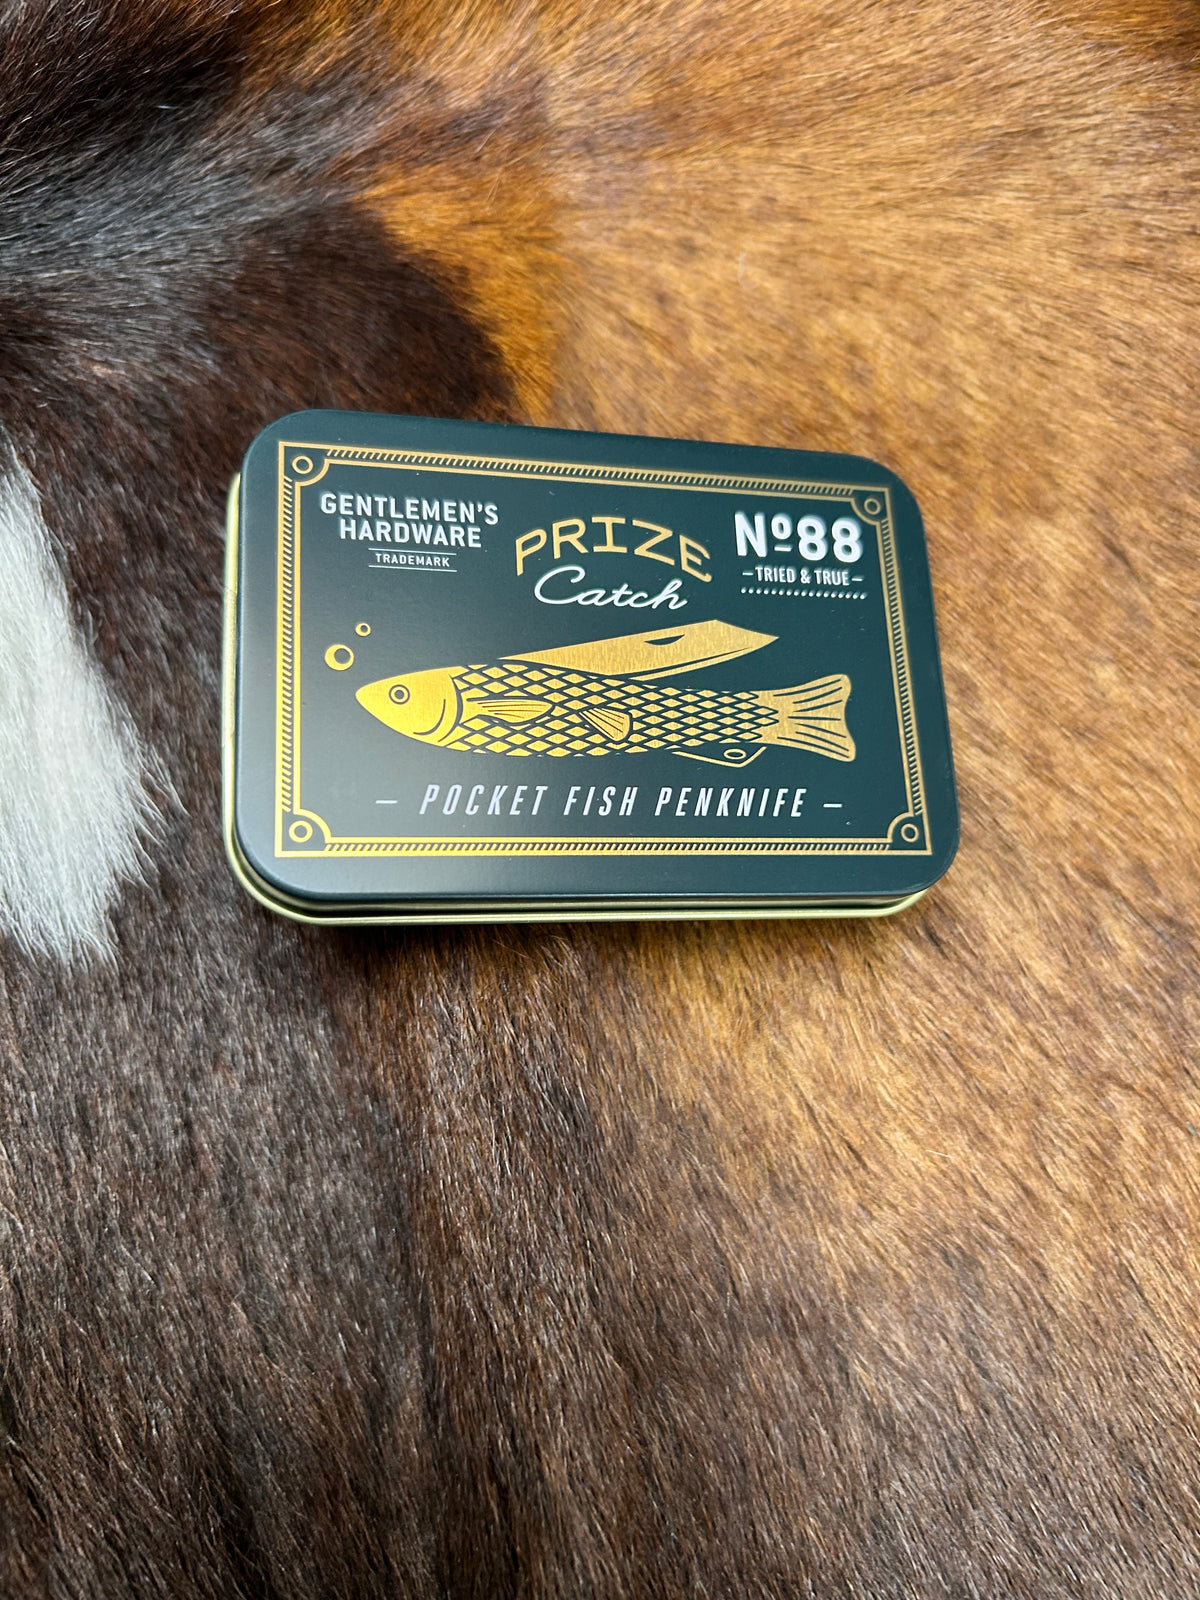 GENTLEMEN'S
HARDWARE
TRADEMARK
PRIZE
Catch
Nº88
–TRIED & TRUE–
– POCKET FISH PENKNIFE –